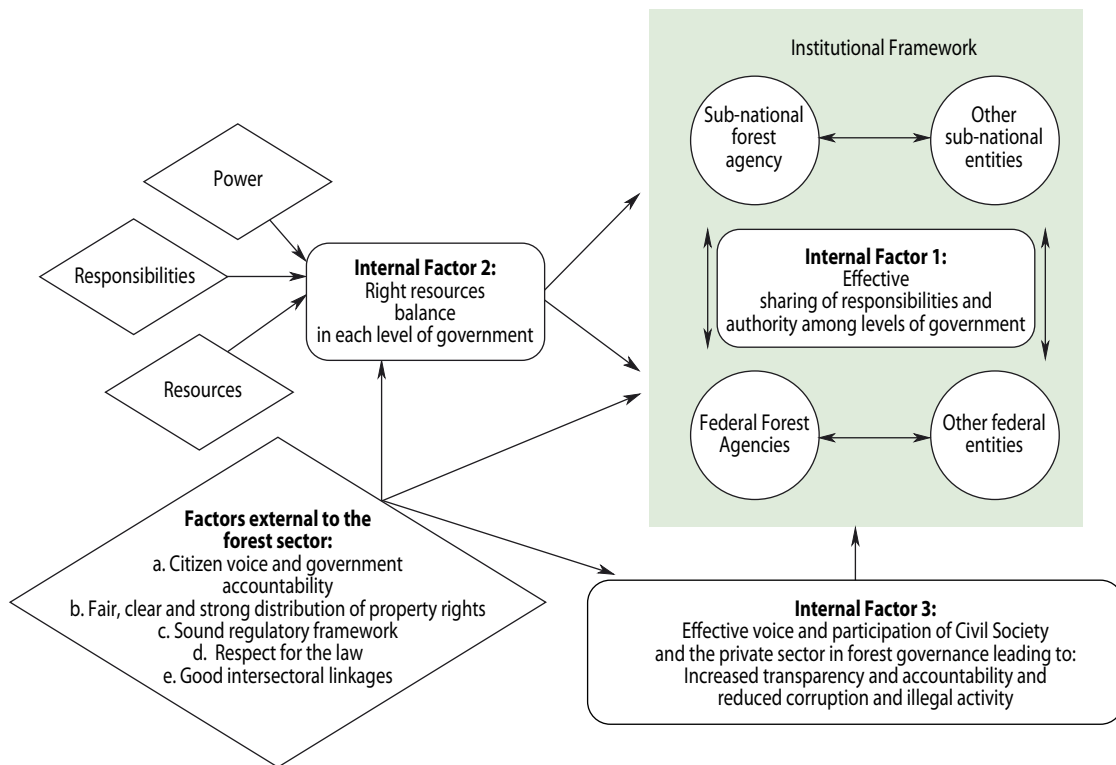 Institutional Framework
Sub-national
forest
agency
Other
sub-national
entities
Power
Responsibilities
Resources
Internal Factor 2:
Right resources
balance
in each level of government
Internal Factor 1:
Effective
sharing of responsibilities and
authority among levels of government
Federal Forest
Agencies
Other federal
entities
Factors external to the
forest sector:
a. Citizen voice and government
accountability
b. Fair, clear and strong distribution of property rights
c. Sound regulatory framework
d. Respect for the law
e. Good intersectoral linkages
Internal Factor 3:
Effective voice and participation of Civil Society
and the private sector in forest governance leading to:
Increased transparency and accountability and
reduced corruption and illegal activity